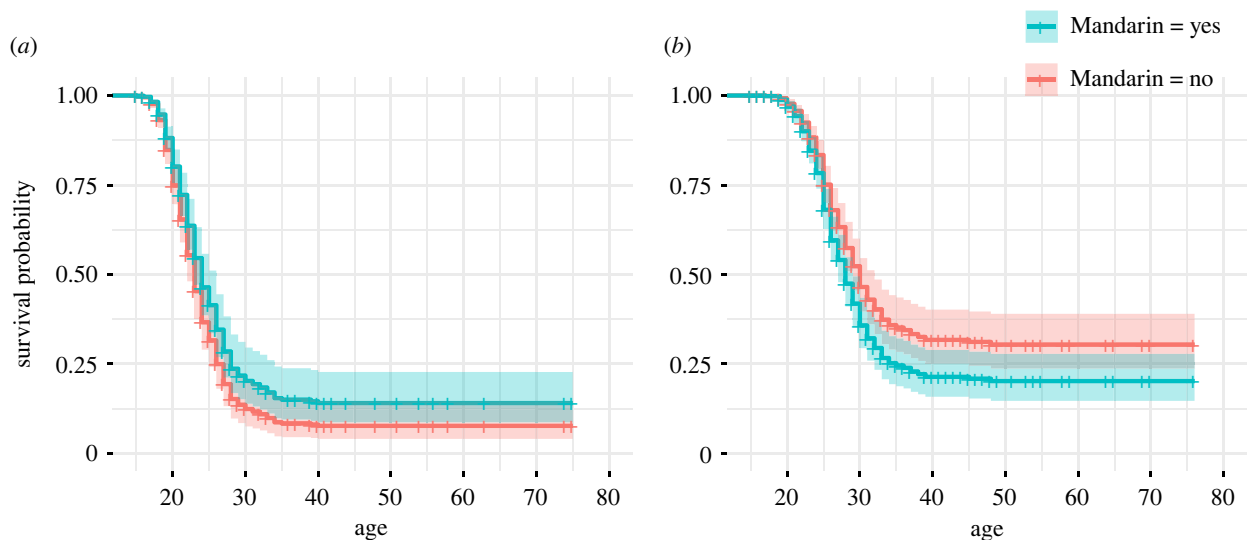 (a)
(b)
Mandarin = yes
Mandarin = no
survival probability
1.00
0.75
0.50
0.25
0
20 30 40 50 60 70 80
age
1.00
0.75
0.50
0.25
0
20 30 40 50 60 70 80
age